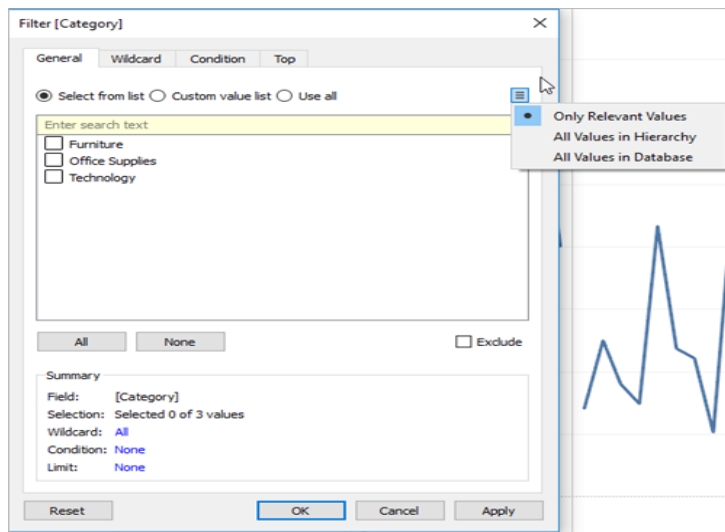 Filter [Category]
General Wildcard Condition Top
Select from list Custom value list Use all
Only Relevant Values
All Values in Hierarchy
All Values in Database
Enter search text
Furniture
Office Supplies
Technology
All None Exclude
Summary
Field: [Category]
Selection: Selected 0 of 3 values
Wildcard: All
Condition: None
Limit: None
Reset OK Cancel Apply